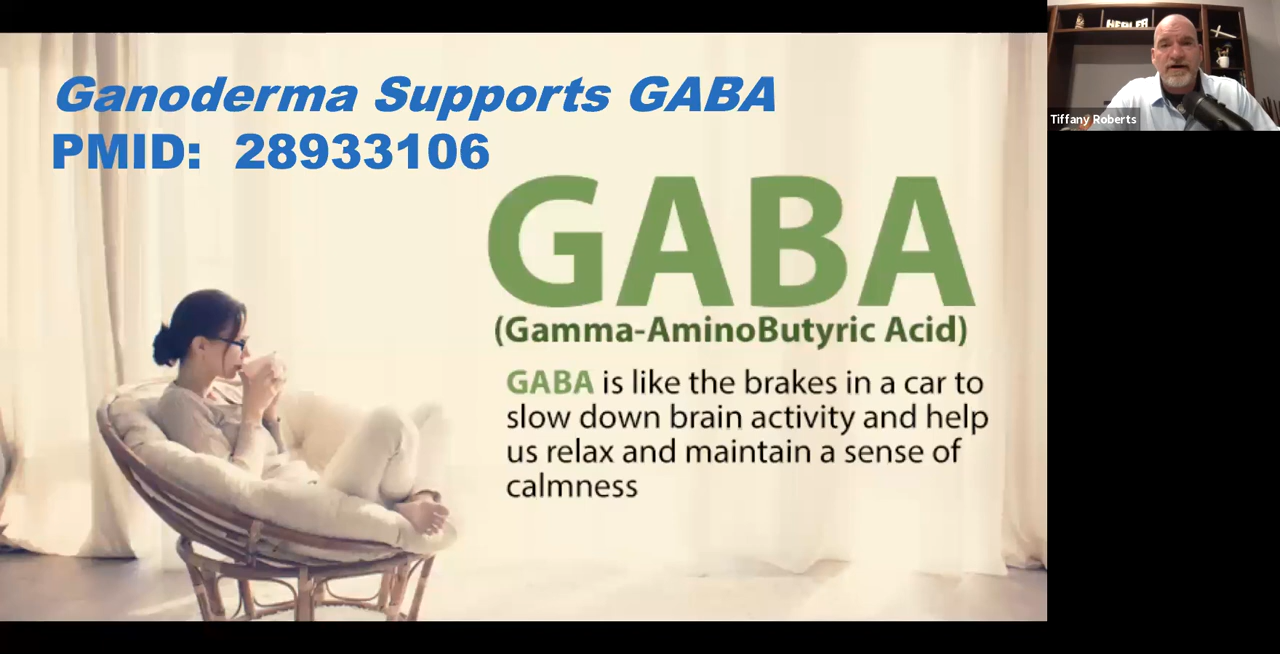 Ganoderma Supports GABA
PMID: 28933106
GABA
(Gamma-AminoButyric Acid)
GABA is like the brakes in a car to
slow down brain activity and help
us relax and maintain a sense of
calmness
HEALER
Tiffany Roberts